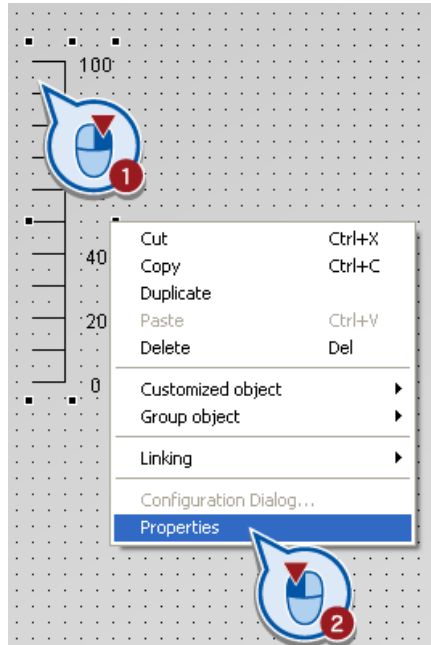 100
1
40
20
0
Cut Ctrl+X
Copy Ctrl+C
Duplicate
Paste Ctrl+V
Delete Del
Customized object
Group object
Linking
Configuration Dialog...
Properties
2